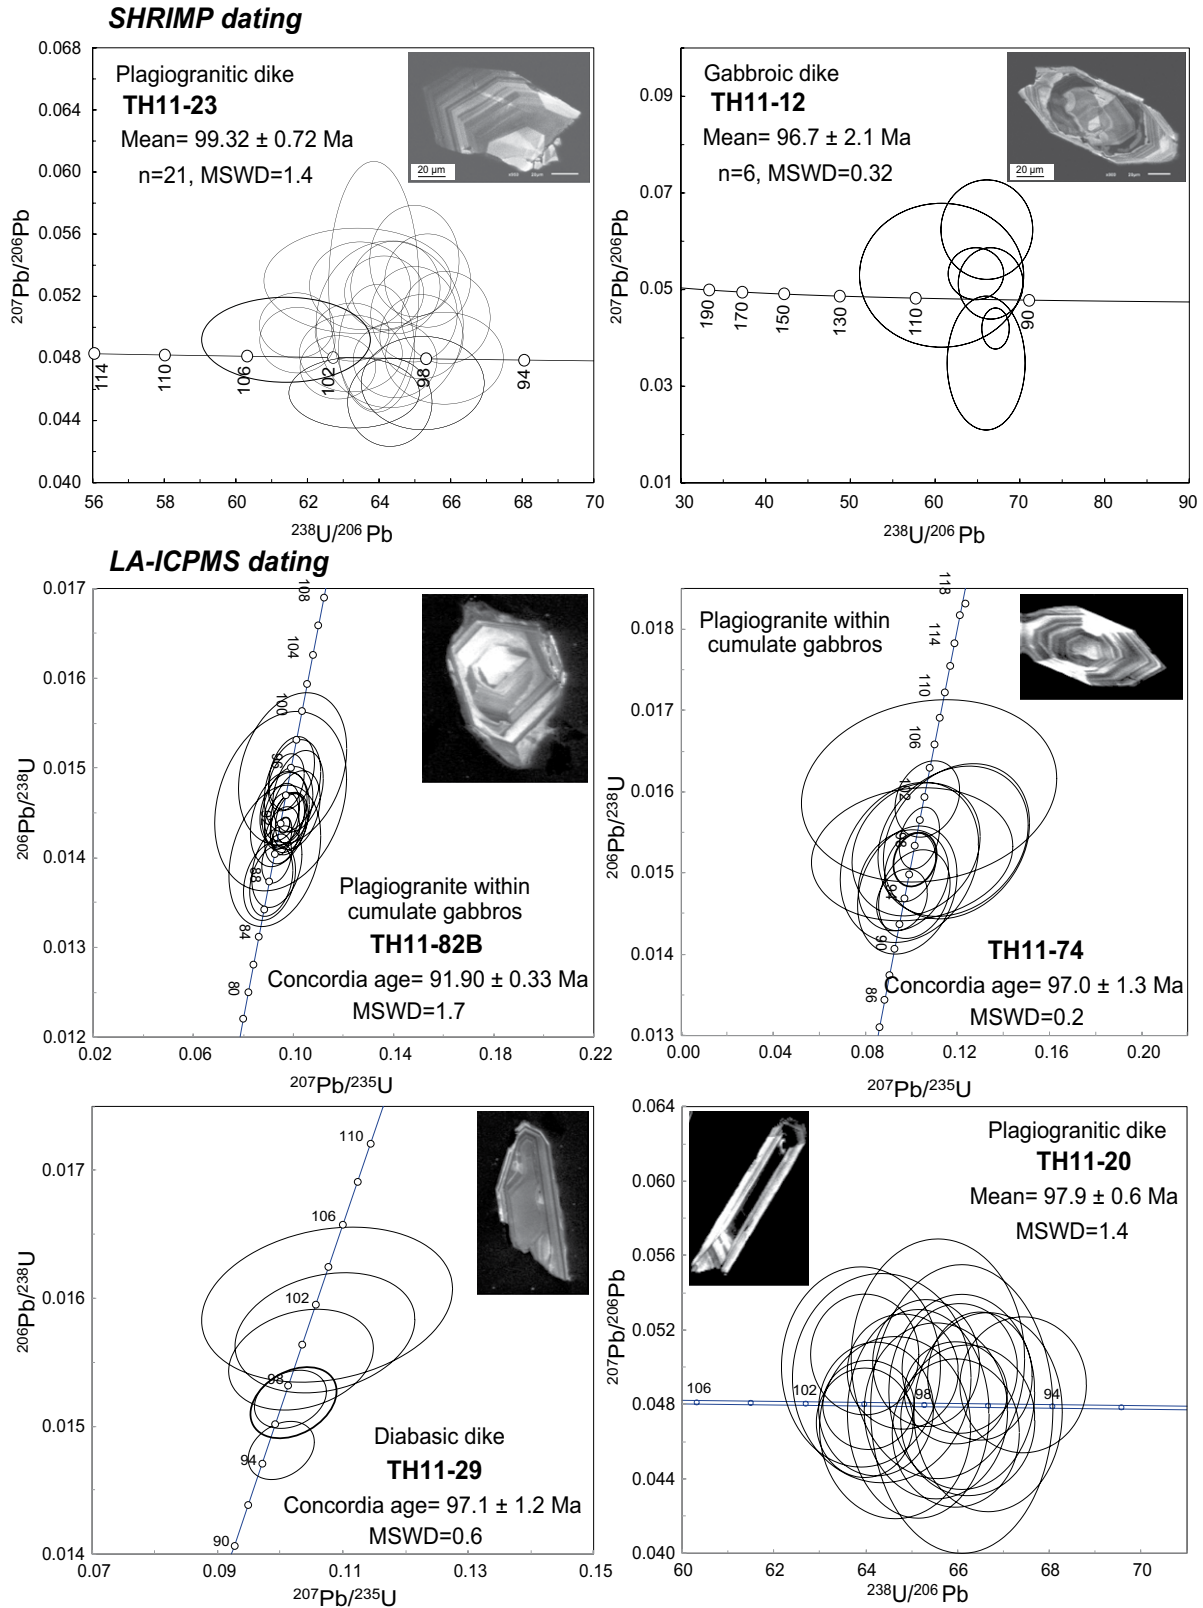 SHRIMP dating
0.068
0.064
0.060
0.056
0.052
0.048
0.044
0.040
207Pb/206Pb
Plagiogranitic dike
TH11-23
Mean= 99.32 ± 0.72 Ma
n=21, MSWD=1.4
20 µm
114
110
106
102
98
94
56
58
60
62
64
66
68
70
238U/206 Pb
0.09
0.07
0.05
0.03
0.01
207Pb/206Pb
Gabbroic dike
TH11-12
Mean= 96.7 ± 2.1 Ma
n=6, MSWD=0.32
20 µm
190
170
150
130
110
90
30
40
50
60
70
80
90
238U/206 Pb
LA-ICPMS dating
0.017
0.016
0.015
0.014
0.013
0.012
206Pb/238U
108
104
100
96
88
84
80
Plagiogranite within
cumulate gabbros
TH11-82B
Concordia age= 91.90 ± 0.33 Ma
MSWD=1.7
0.02
0.06
0.10
0.14
0.18
0.22
207Pb/235U
0.018
0.017
0.016
0.015
0.014
0.013
206Pb/238U
Plagiogranite within
cumulate gabbros
118
114
110
106
102
98
94
90
86
TH11-74
Concordia age= 97.0 ± 1.3 Ma
MSWD=0.2
0.00
0.04
0.08
0.12
0.16
0.20
207Pb/235U
0.017
0.016
0.015
0.014
206Pb/238U
110
106
102
98
94
90
Diabasic dike
TH11-29
Concordia age= 97.1 ± 1.2 Ma
MSWD=0.6
0.07
0.09
0.11
0.13
0.15
207Pb/235U
0.064
0.060
0.056
0.052
0.048
0.044
0.040
207Pb/206Pb
Plagiogranitic dike
TH11-20
Mean= 97.9 ± 0.6 Ma
MSWD=1.4
106
102
98
94
60
62
64
66
68
70
238U/206 Pb